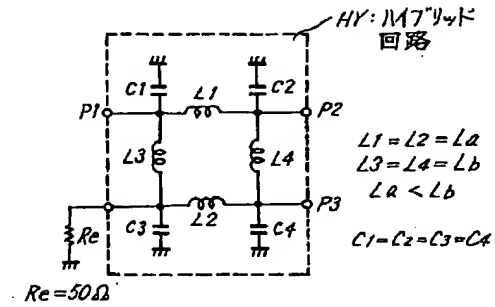 HY:ハイブリッド
回路
C1
C2
L1
P1
P2
L3
L4
L1=L2=La
L3=L4=Lb
La<Lb
P3
C3
L2
C4
C1=C2=C3=C4
Re
Re=50Ω